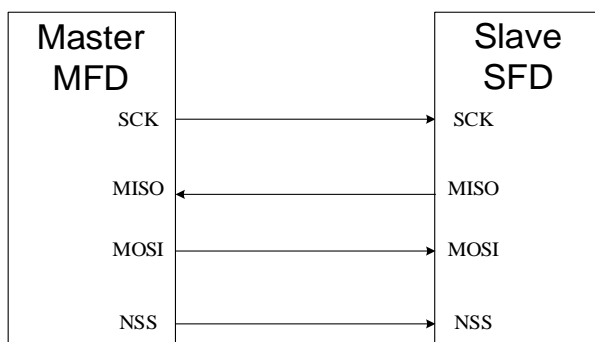 Master
MFD
Slave
SFD
SCK
SCK
MISO
MISO
MOSI
MOSI
NSS
NSS